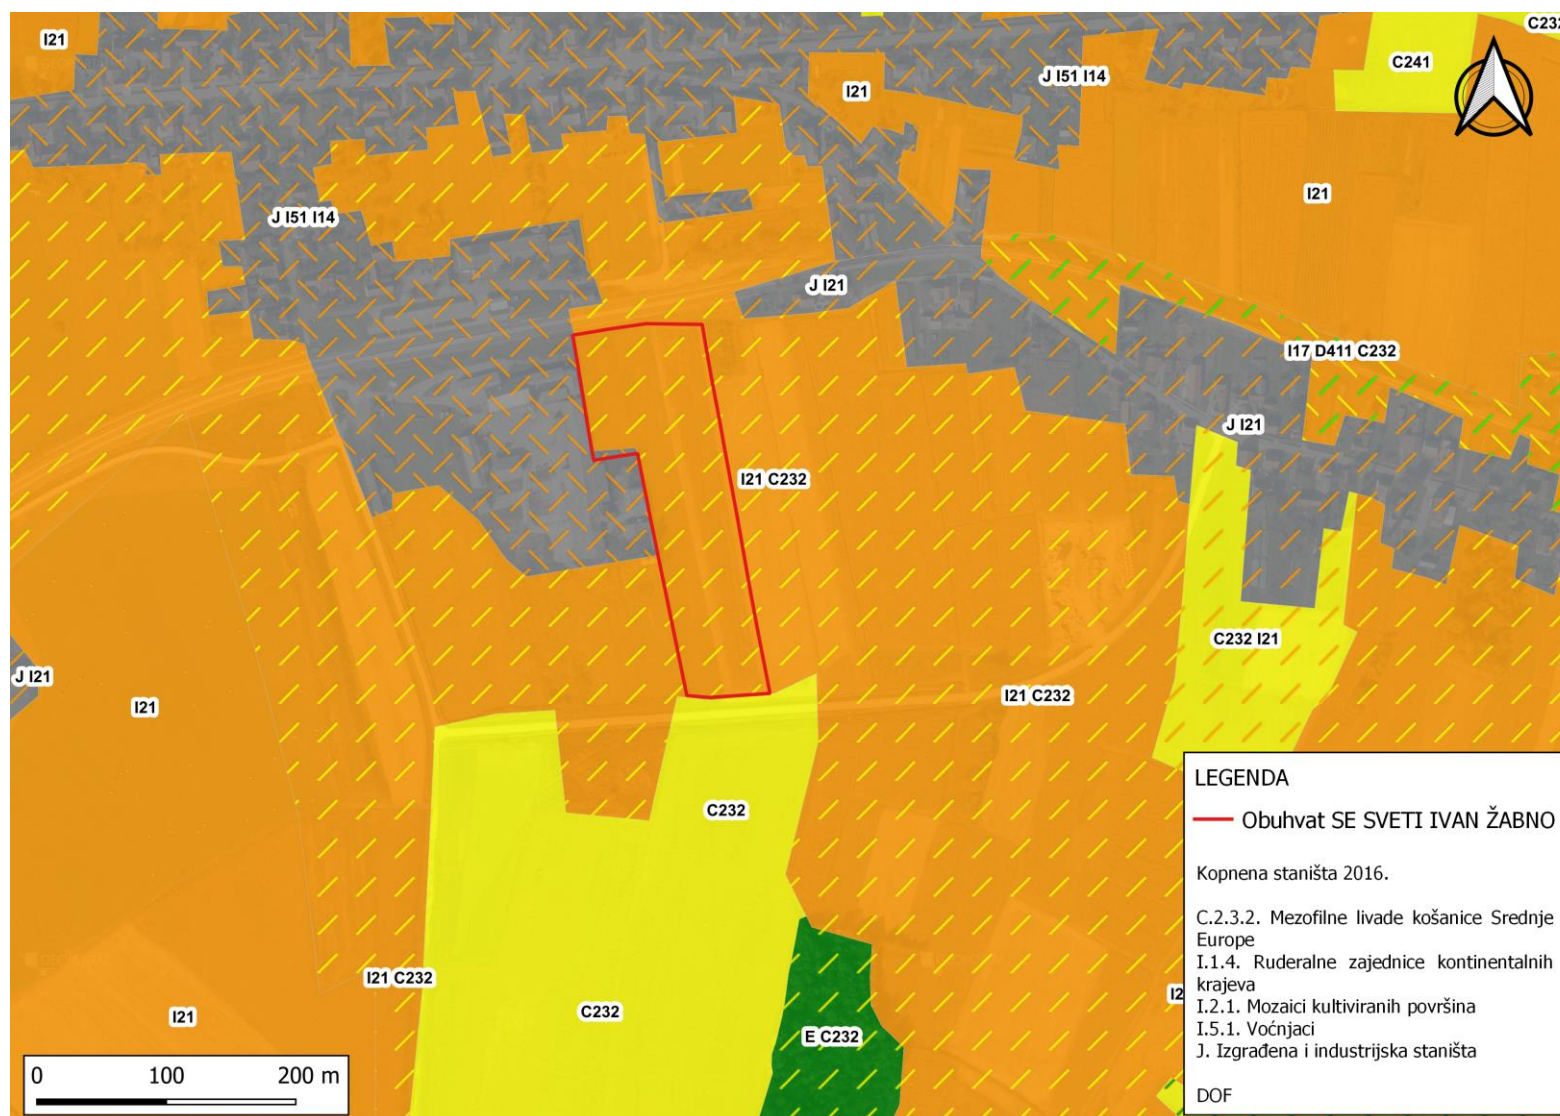 I21
C232
C241
J I51 I14
I21
I21
J I51 I14
J I21
I17 D411 C232
J I21
I21 C232
C232 I21
J I21
I21
I21 C232
C232
I21 C232
C232
I21
E C232
LEGENDA
Obuhvat SE SVETI IVAN ŽABNO
Kopnena staništa 2016.
C.2.3.2. Mezofilne livade košanice Srednje
Europe
I.1.4. Ruderalne zajednice kontinentalnih
krajeva
I.2.1. Mozaici kultiviranih površina
I.5.1. Voćnjaci
J. Izgrađena i industrijska staništa
DOF
0 100 200 m